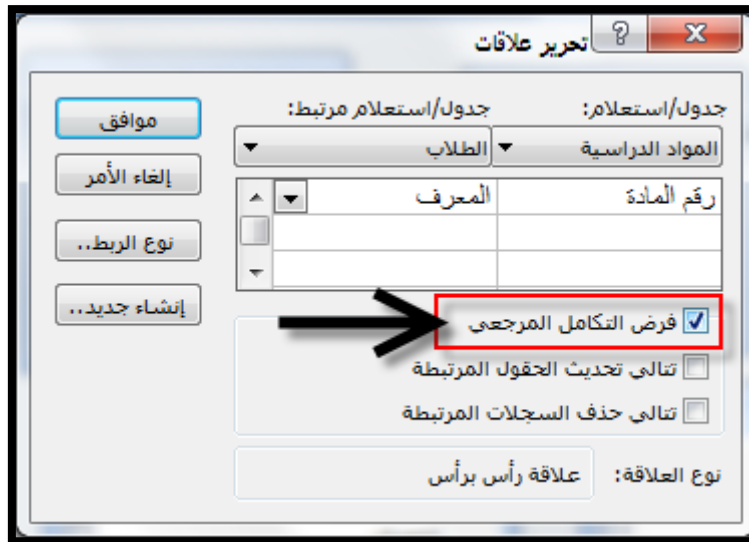 تحرير علاقات
جدول/استعلام:
جدول/استعلام مرتبط:
المواد الدراسية
الطلاب
رقم المادة
المعرف
موافق
إلغاء الأمر
نوع الربط..
إنشاء جديد..
فرض التكامل المرجعي
تتالي تحديث الحقول المرتبطة
تتالي حذف السجلات المرتبطة
نوع العلاقة:
علاقة رأس برأس